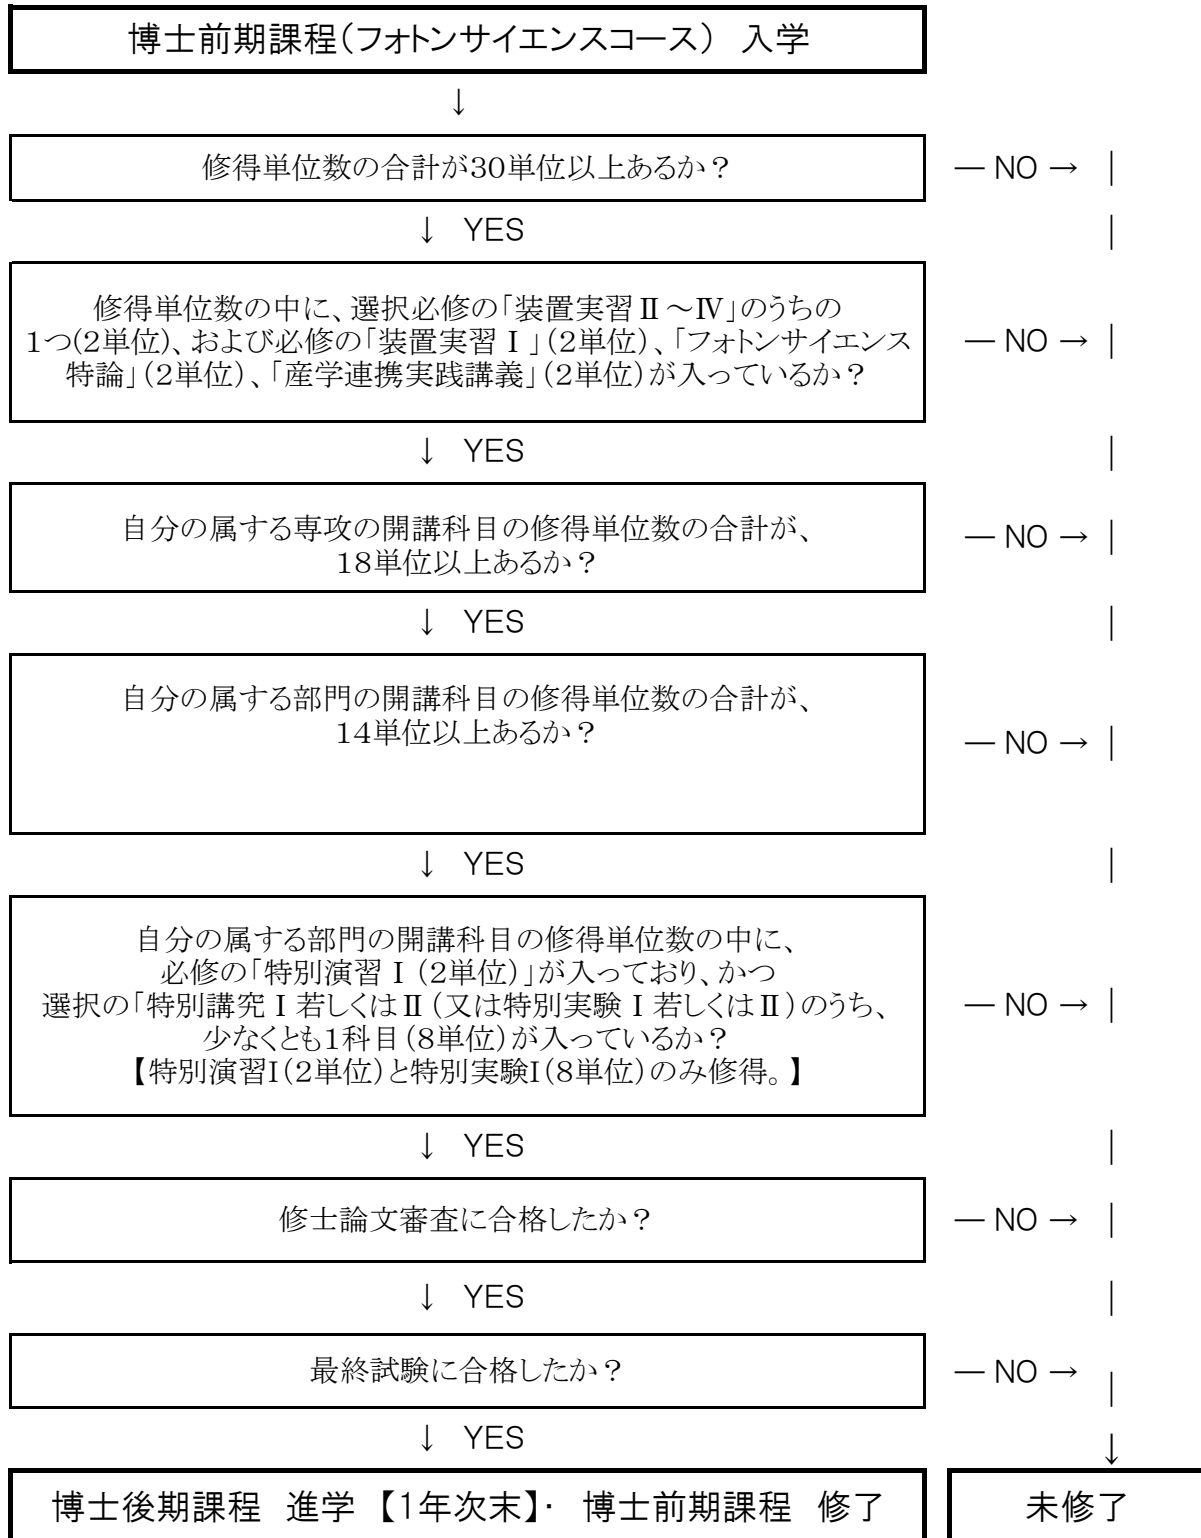 博士前期課程(フォトンサイエンスコース) 入学
↓
修得単位数の合計が30単位以上あるか?
― NO → |
↓ YES
|
修得単位数の中に、選択必修の「装置実習Ⅱ~Ⅳ」のうちの
1つ(2単位)、および必修の「装置実習Ⅰ」(2単位)、「フォトンサイエンス
特論」(2単位)、「産学連携実践講義」(2単位)が入っているか?
― NO → |
↓ YES
|
自分の属する専攻の開講科目の修得単位数の合計が、
18単位以上あるか?
― NO → |
↓ YES
|
自分の属する部門の開講科目の修得単位数の合計が、
14単位以上あるか?
― NO → |
↓ YES
|
自分の属する部門の開講科目の修得単位数の中に、
必修の「特別演習Ⅰ(2単位)」が入っており、かつ
選択の「特別講究Ⅰ若しくはⅡ(又は特別実験Ⅰ若しくはⅡ)のうち、
少なくとも1科目(8単位)が入っているか?
【特別演習I(2単位)と特別実験I(8単位)のみ修得。】
― NO → |
↓ YES
|
修士論文審査に合格したか?
― NO → |
↓ YES
|
最終試験に合格したか?
― NO → |
↓ YES
↓
博士後期課程 進学 【1年次末】・ 博士前期課程 修了
未修了